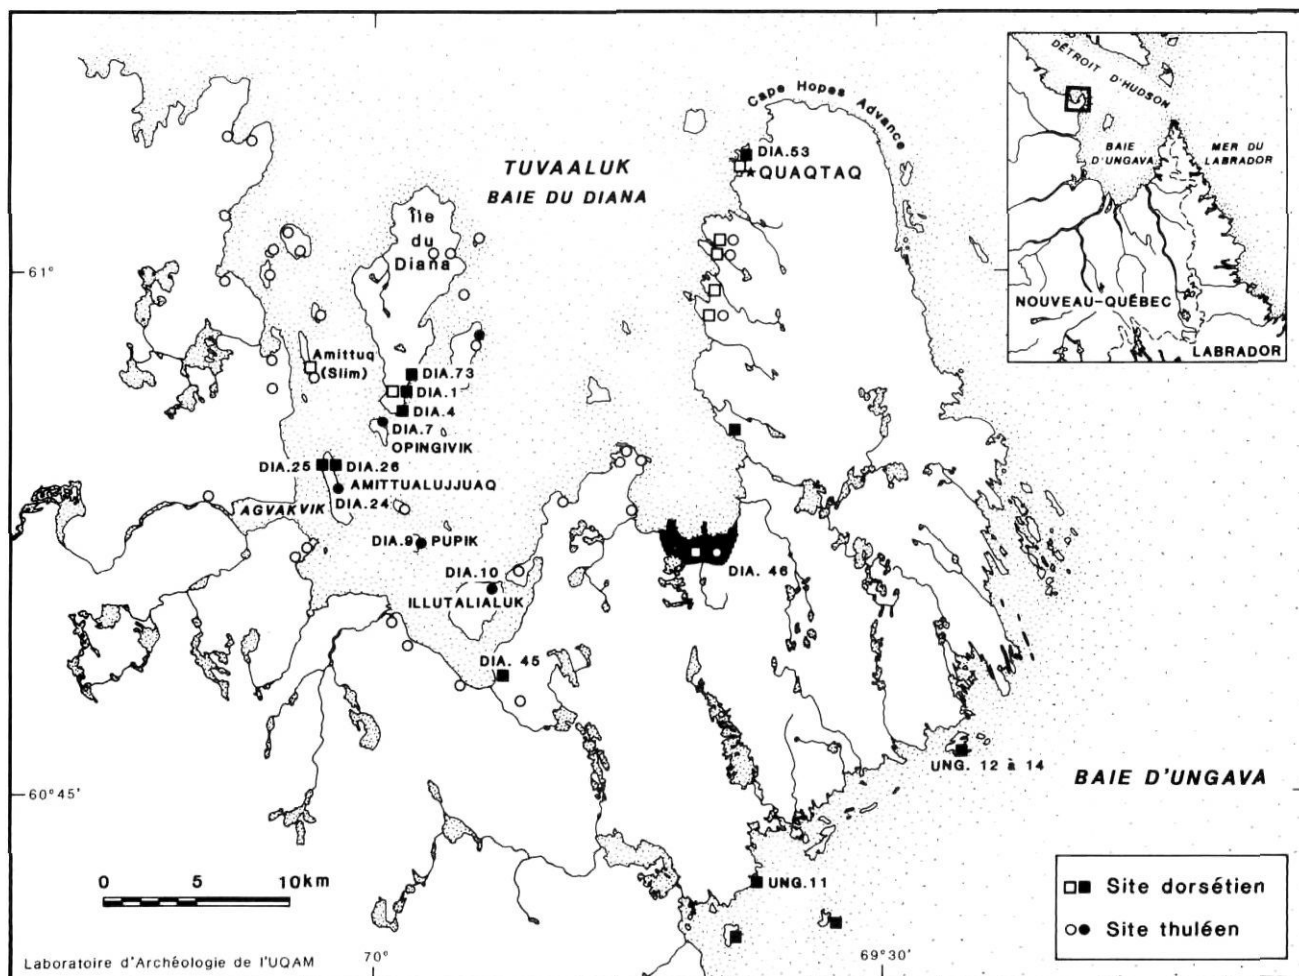 Cape Hopes Advance
DÉTROIT D'HUDSON
BAIE
D'UNGAVA
MER DU
LABRADOR
NOUVEAU-QUÉBEC
LABRADOR
TUVAALUK
BAIE DU DIANA
DIA.53
★QUAQTAQ
Île
du
Diana
61°
Amittuq
(Slim)
DIA.73
DIA.1
DIA.4
DIA.7
OPINGIVIK
DIA.25
DIA.26
AMITTUALUJJUAQ
DIA.24
AGVAKVIK
DIA.9
PUPIK
DIA.10
ILLUTALIALUK
DIA. 46
DIA. 45
UNG. 12 à 14
BAIE D'UNGAVA
60°45'
UNG.11
0 5 10km
Site dorsétien
Site thuléen
Laboratoire d'Archéologie de l'UQAM
70°
69°30'